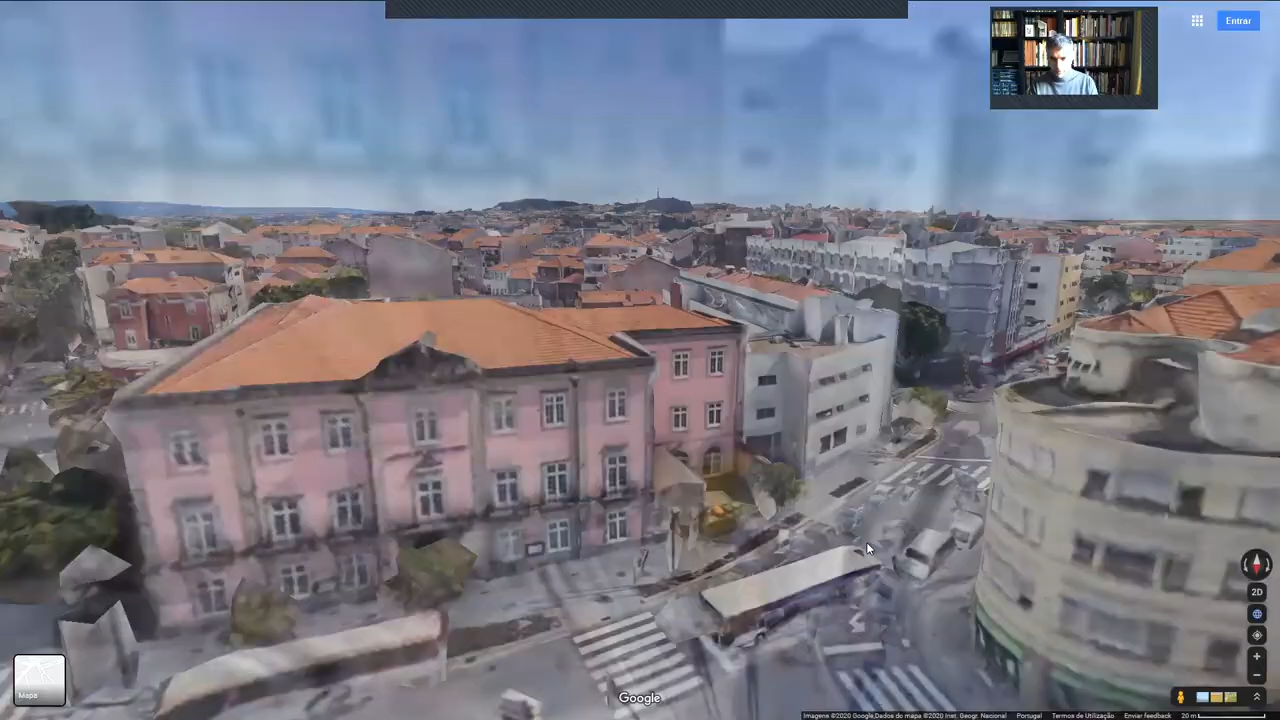 Entrar
2D
+
−
Mapa
Google
Imagens ©2020 Google,Dados do mapa ©2020 Inst. Geogr. Nacional Portugal Termos de Utilização Enviar feedback 20 m